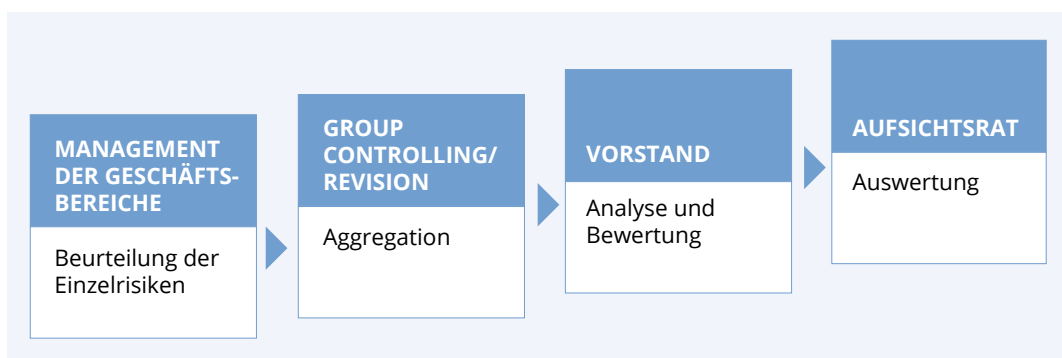 MANAGEMENT
DER GESCHÄFTS-
BEREICHE
Beurteilung der
Einzelrisiken
GROUP
CONTROLLING/
REVISION
Aggregation
VORSTAND
Analyse und
Bewertung
AUFSICHTSRAT
Auswertung